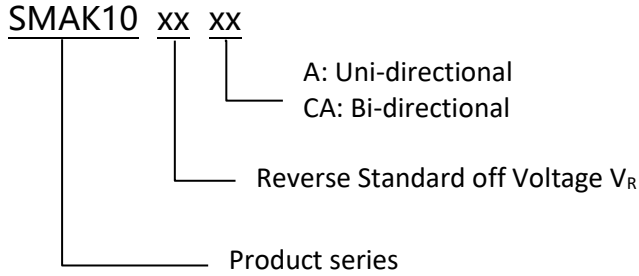 SMAK10 xx xx
A: Uni-directional
CA: Bi-directional
Reverse Standard off Voltage VR
Product series